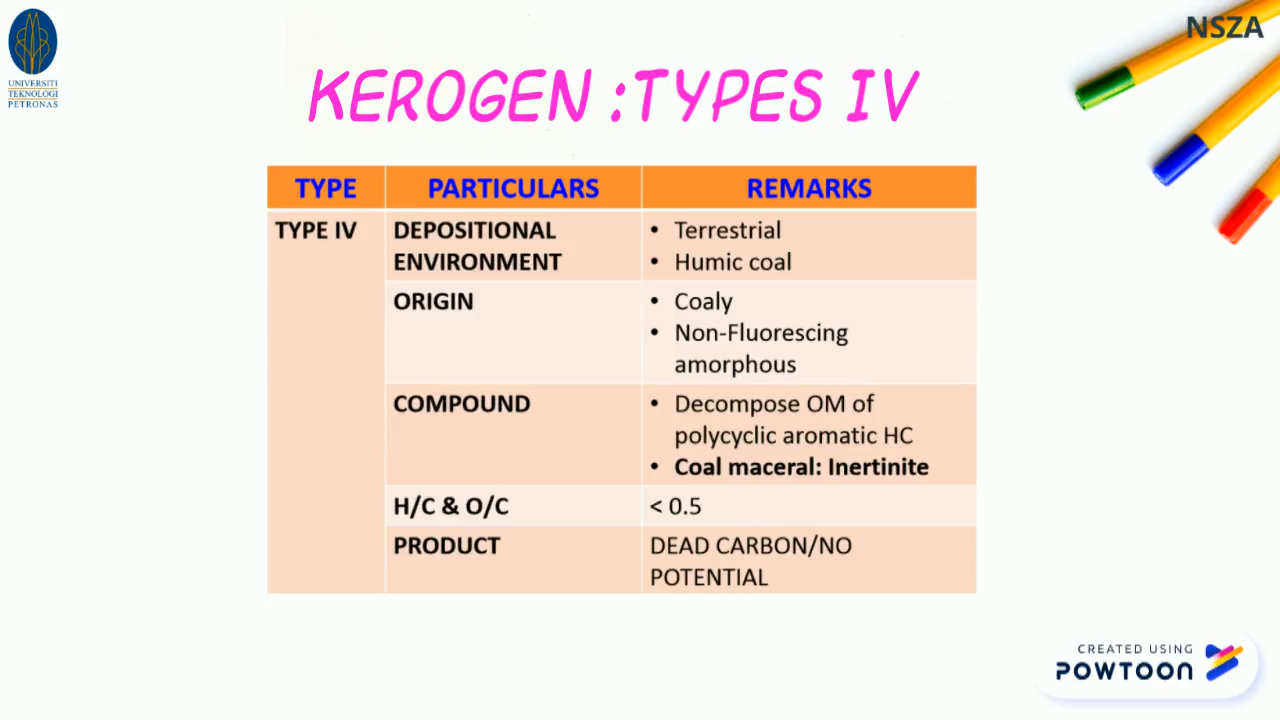 NSZA
UNIVERSITI
TEKNOLOGI
PETRONAS
KEROGEN :TYPES IV
TYPE PARTICULARS REMARKS
TYPE IV DEPOSITIONAL • Terrestrial
ENVIRONMENT • Humic coal
ORIGIN • Coaly
• Non-Fluorescing
amorphous
COMPOUND • Decompose OM of
polycyclic aromatic HC
• Coal maceral: Inertinite
H/C & O/C < 0.5
PRODUCT DEAD CARBON/NO
POTENTIAL
CREATED USING
POWTOON